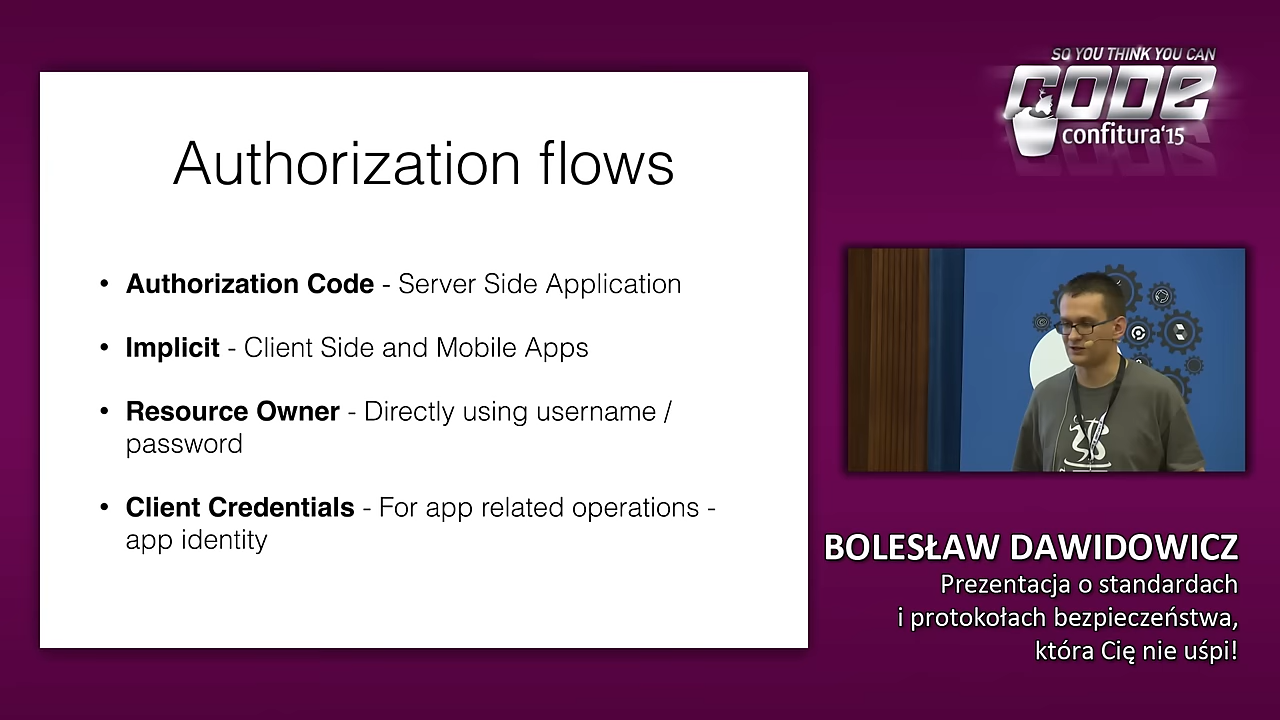 Authorization flows
• Authorization Code - Server Side Application
• Implicit - Client Side and Mobile Apps
• Resource Owner - Directly using username /
password
• Client Credentials - For app related operations -
app identity
SO YOU THINK YOU CAN
CODE
confitura'15
BOLESŁAW DAWIDOWICZ
Prezentacja o standardach
i protokołach bezpieczeństwa,
która Cię nie uśpi!